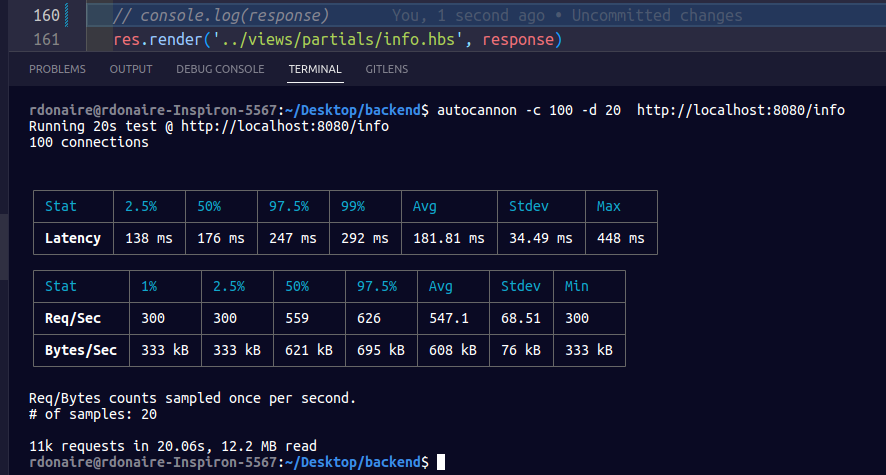 160 // console.log(response) You, 1 second ago • Uncommitted changes
161 res.render('../views/partials/info.hbs', response)
PROBLEMS OUTPUT DEBUG CONSOLE TERMINAL GITLENS
rdonaire@rdonaire-Inspiron-5567:~/Desktop/backend$ autocannon -c 100 -d 20  http://localhost:8080/info
Running 20s test @ http://localhost:8080/info
100 connections
Stat 2.5% 50% 97.5% 99% Avg Stdev Max
Latency 138 ms 176 ms 247 ms 292 ms 181.81 ms 34.49 ms 448 ms
Stat 1% 2.5% 50% 97.5% Avg Stdev Min
Req/Sec 300 300 559 626 547.1 68.51 300
Bytes/Sec 333 kB 333 kB 621 kB 695 kB 608 kB 76 kB 333 kB
Req/Bytes counts sampled once per second.
# of samples: 20
11k requests in 20.06s, 12.2 MB read
rdonaire@rdonaire-Inspiron-5567:~/Desktop/backend$